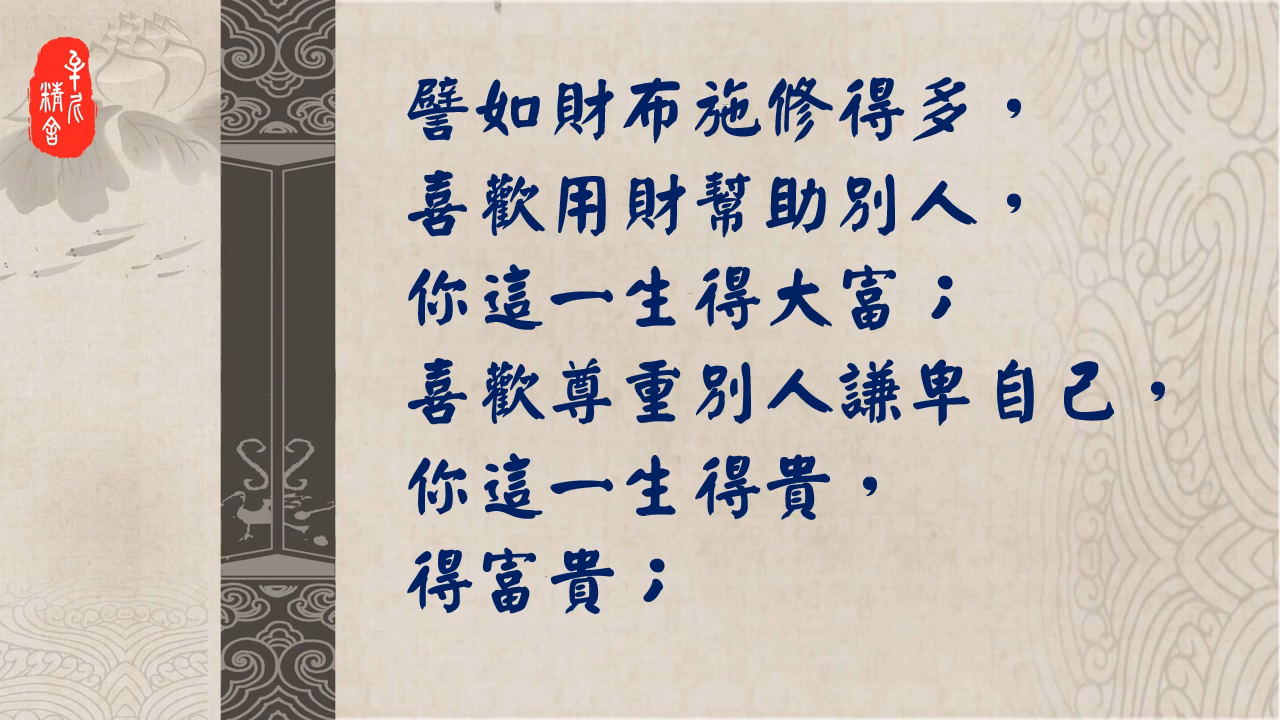 譬如財布施修得多，
喜歡用財幫助別人，
你這一生得大富；
喜歡尊重別人謙卑自己，
你這一生得貴，
得富貴；
精舍